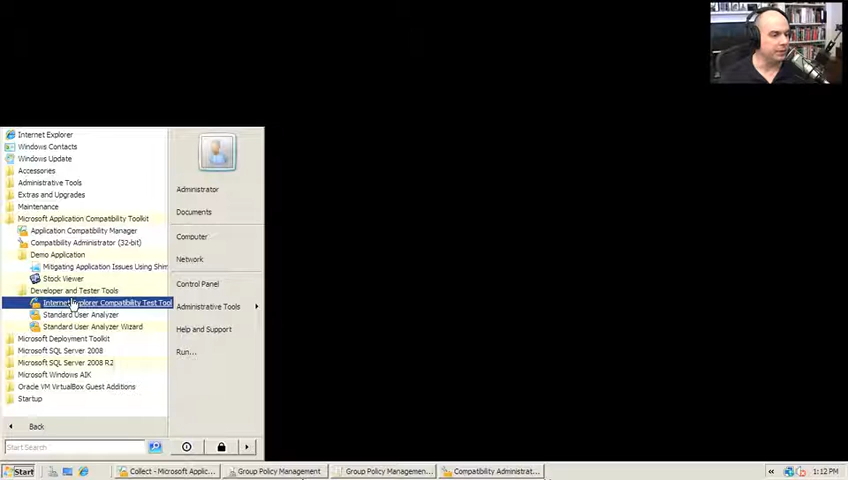 Internet Explorer
Windows Contacts
Windows Update
Accessories
Administrative Tools
Extras and Upgrades
Maintenance
Microsoft Application Compatibility Toolkit
Application Compatibility Manager
Compatibility Administrator (32-bit)
Demo Application
Mitigating Application Issues Using Shim
Stock Viewer
Developer and Tester Tools
Internet Explorer Compatibility Test Tool
Standard User Analyzer
Standard User Analyzer Wizard
Microsoft Deployment Toolkit
Microsoft SQL Server 2008
Microsoft SQL Server 2008 R2
Microsoft Windows AIK
Oracle VM VirtualBox Guest Additions
Startup
Back
Start Search
Administrator
Documents
Computer
Network
Control Panel
Administrative Tools
Help and Support
Run...
Start
Collect - Microsoft Applic...
Group Policy Management
Group Policy Managemen...
Compatibility Administrat...
1:12 PM